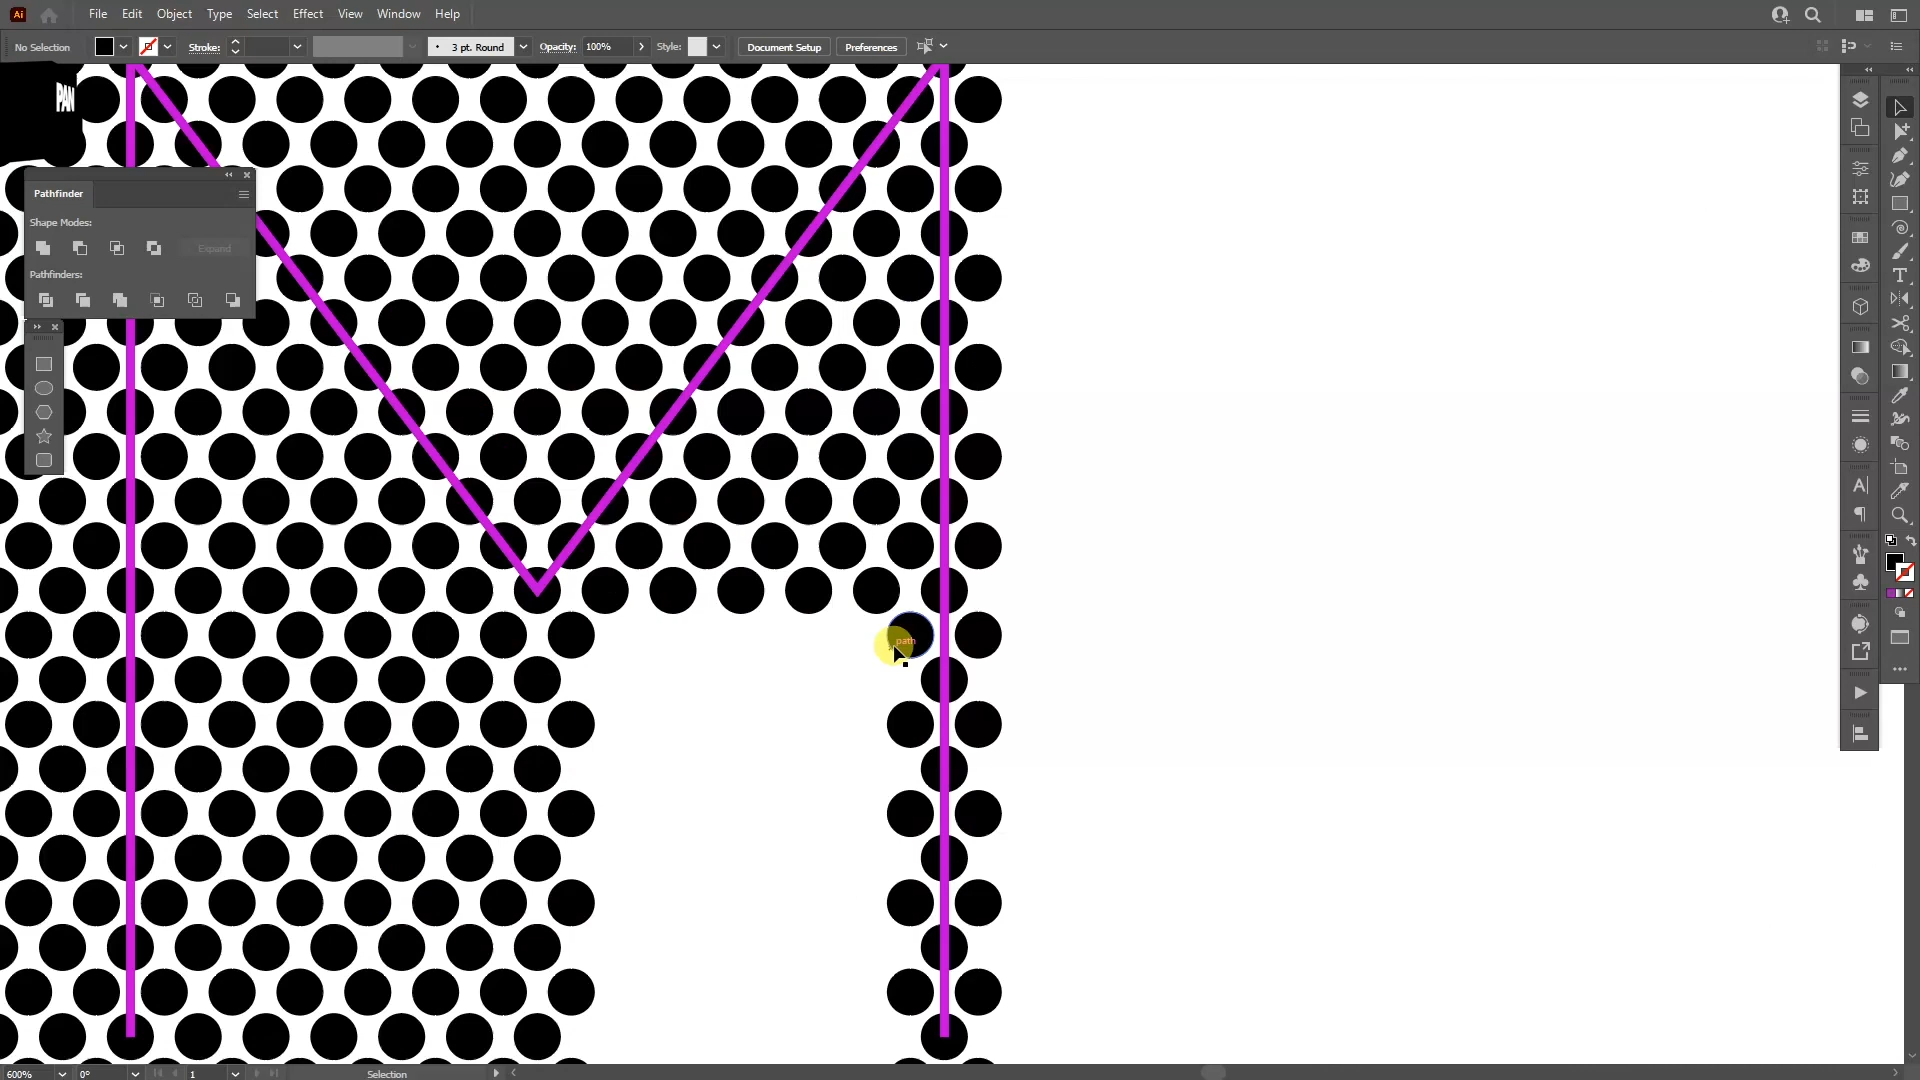 Ai File Edit Object Type Select Effect View Window Help
No Selection Stroke: 3 pt. Round Opacity: 100% Style: Document Setup Preferences
PAN
Pathfinder
Shape Modes:
Expand
Pathfinders:
path
600% 0° 1 Selection